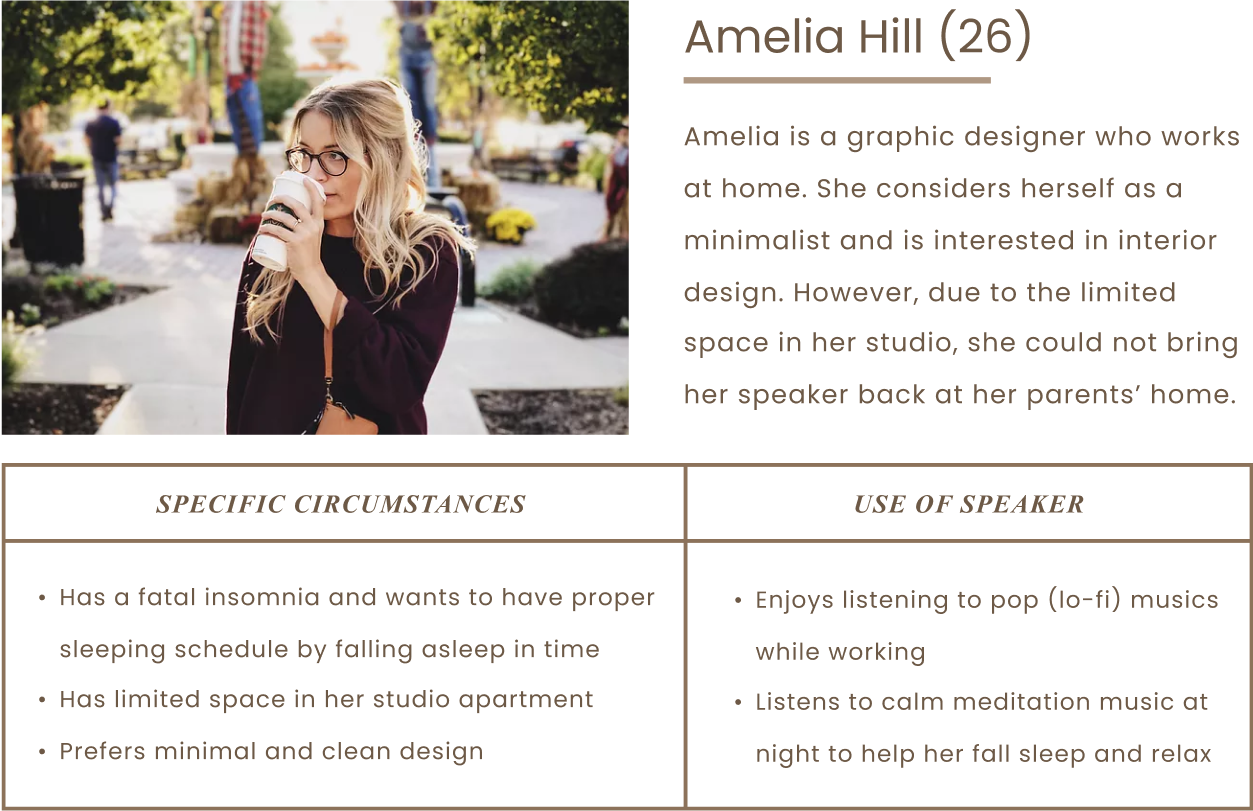 Amelia Hill (26)
Amelia is a graphic designer who works
at home. She considers herself as a
minimalist and is interested in interior
design. However, due to the limited
space in her studio, she could not bring
her speaker back at her parents’ home.
SPECIFIC CIRCUMSTANCES
USE OF SPEAKER
• Has a fatal insomnia and wants to have proper
sleeping schedule by falling asleep in time
• Has limited space in her studio apartment
• Prefers minimal and clean design
• Enjoys listening to pop (lo-fi) musics
while working
• Listens to calm meditation music at
night to help her fall sleep and relax